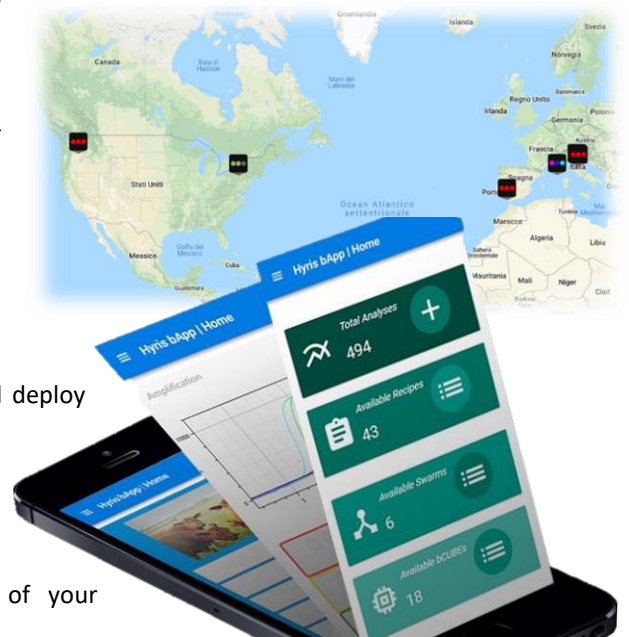 Groenlandia
Islanda
Svezia
Norvegia
Canada
Baia di
Hudson
Mare del
Labrador
Danimarca
Regno Unito
Irlanda
Polonia
Germania
Austria
Francia
Italia
Stati Uniti
Spagna
Oceano Atlantico
settentrionale
Tunisia
Marocco
Golfo del
Messico
Algeria
Libia
Messico
Sahara
Occidentale
Cuba
Mauritania
Mali
Niger
Ciad
Guatemala
Hyris bApp | Home
Total Analyses
494
Available Recipes
43
Available Swarms
6
Available bCUBEs
18
Hyris bApp | Home
Amplification
Hyris bApp | Home
deploy
of your